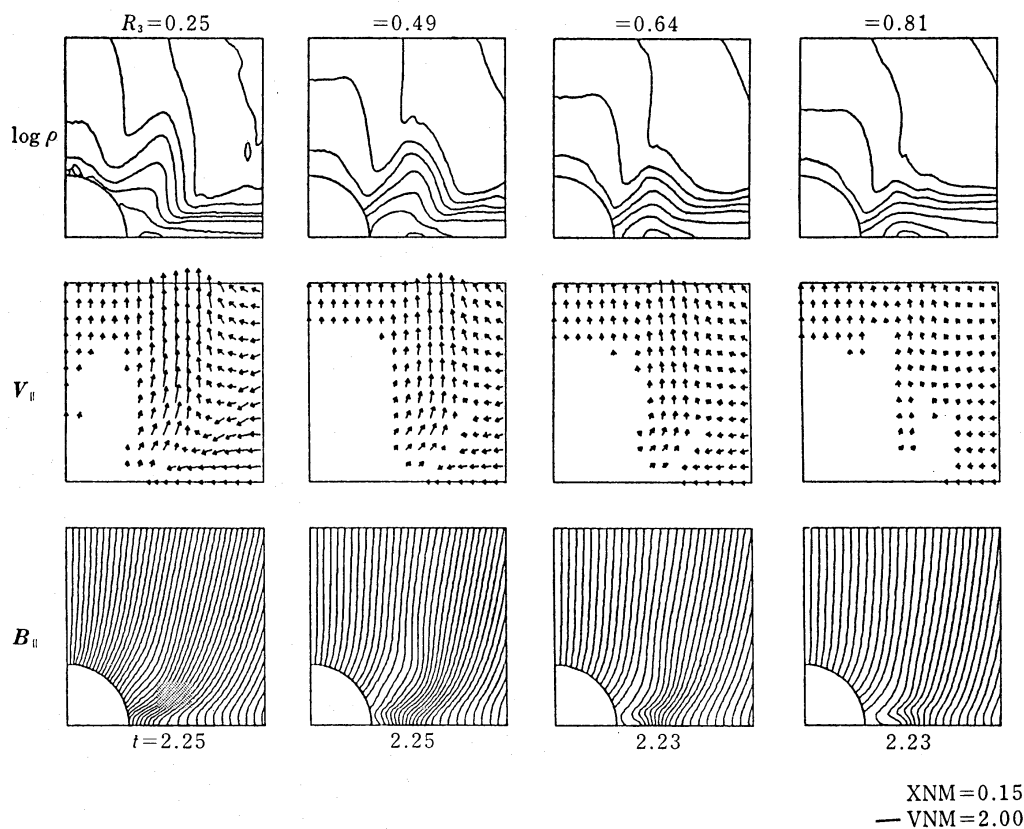 R₃=0.25 =0.49 =0.64 =0.81
log ρ
V∥
B∥
t=2.25 2.25 2.23 2.23
XNM=0.15
VNM=2.00